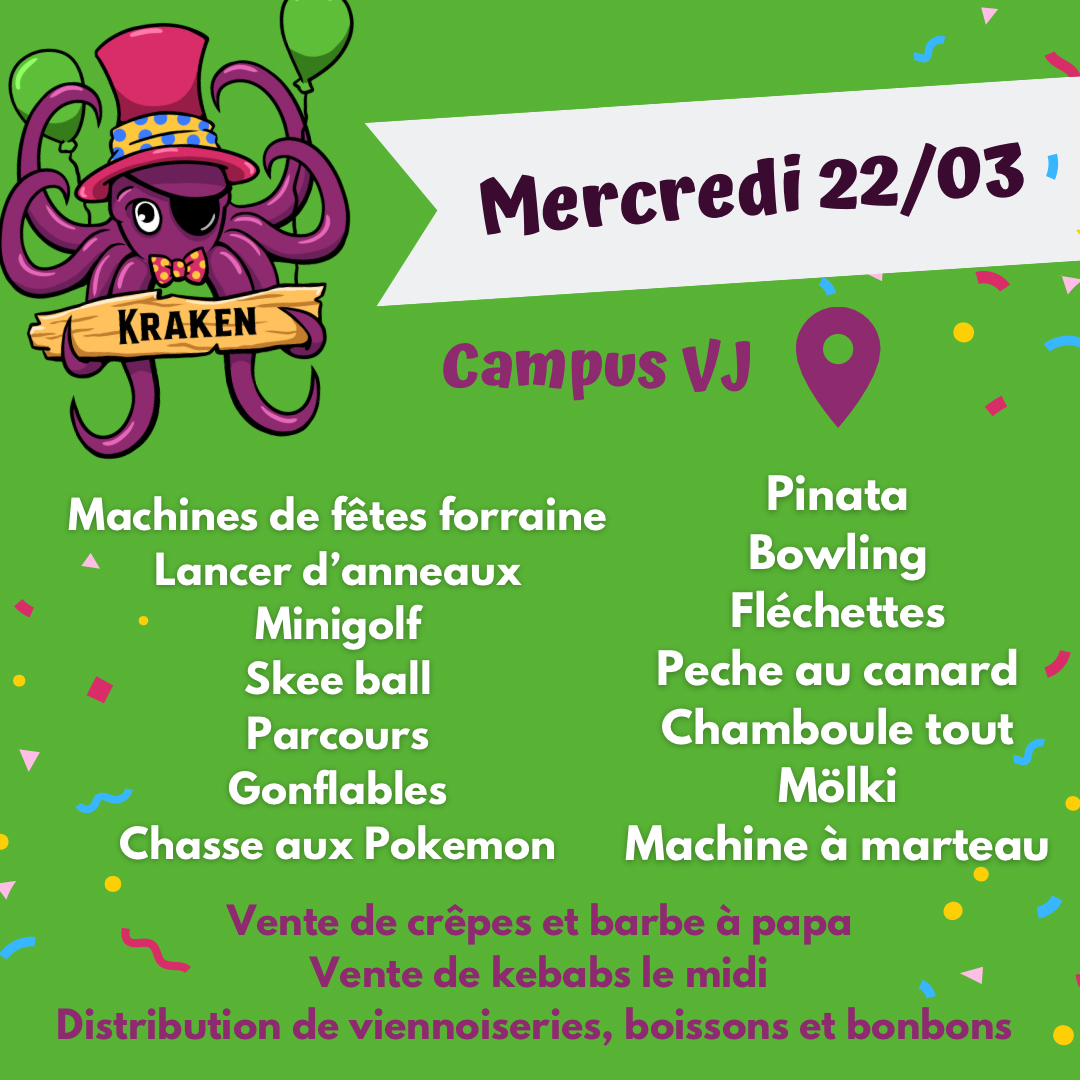 Kraken
Mercredi 22/03
Campus VJ
Machines de fêtes forraine
Lancer d’anneaux
Minigolf
Skee ball
Parcours
Gonflables
Chasse aux Pokemon
Pinata
Bowling
Fléchettes
Peche au canard
Chamboule tout
Mölki
Machine à marteau
Vente de crêpes et barbe à papa
Vente de kebabs le midi
Distribution de viennoiseries, boissons et bonbons